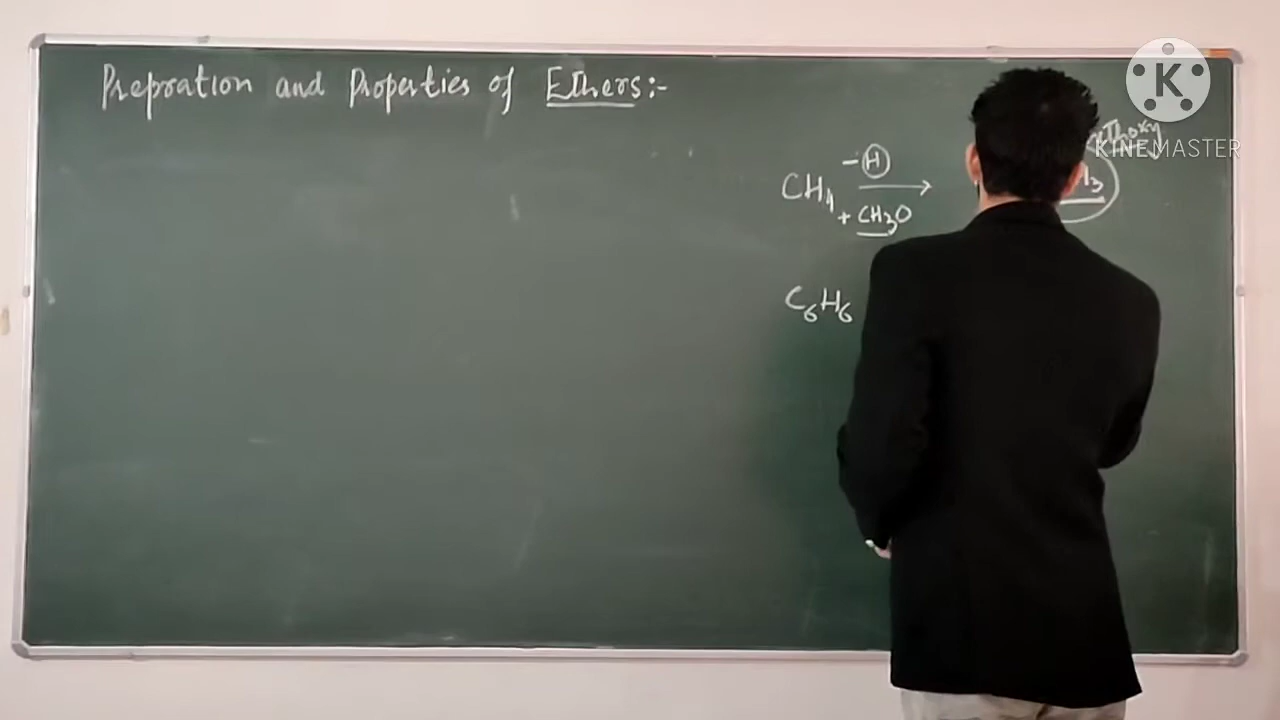 Prepration and Properties of Ethers:-
K
KINEMASTER
-H
CH4 →
+ CH3O
C6H6